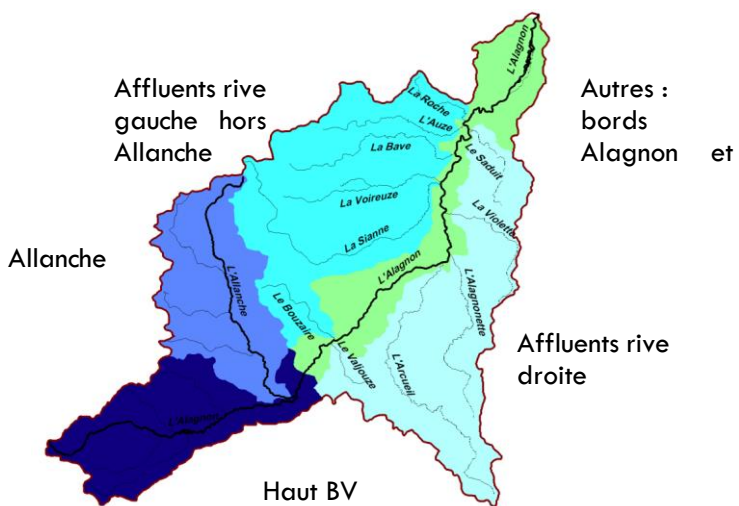 L'Alagnon
Affluents rive
gauche hors
Allanche
Autres :
bords
Alagnon et
La Roche
L'Auze
La Bave
Le Saduit
La Voireuze
La Violette
La Sianne
Allanche
L'Allanche
L'Alagnon
L'Alagnonette
Le Bouzaire
Le Valjouze
L'Arcueil
Affluents rive
droite
L'Alagnon
Haut BV